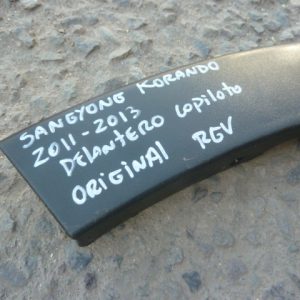 SANGYONG KORANDO
2011-2013
DELANTERO COPILOTO
ORIGINAL RGV